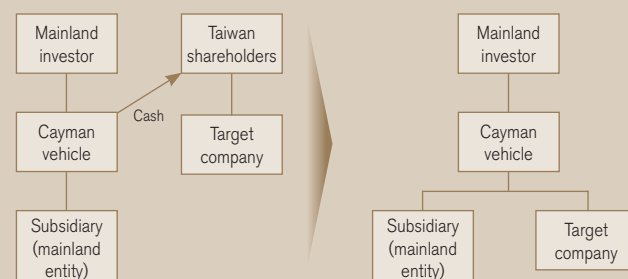 Mainland
investor
Taiwan
shareholders
Cash
Cayman
vehicle
Target
company
Subsidiary
(mainland
entity)
Mainland
investor
Cayman
vehicle
Subsidiary
(mainland
entity)
Target
company